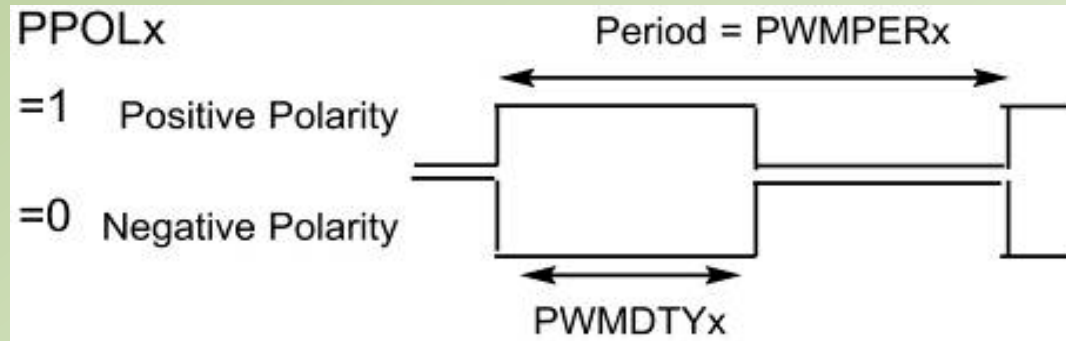 PPOLx
Period = PWMPERx
=1 Positive Polarity
=0 Negative Polarity
PWMDTYx